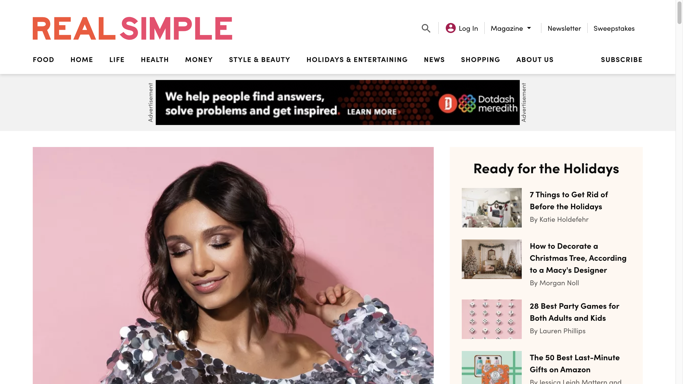 REAL SIMPLE
Log In
Magazine
Newsletter
Sweepstakes
FOOD
HOME
LIFE
HEALTH
MONEY
STYLE & BEAUTY
HOLIDAYS & ENTERTAINING
NEWS
SHOPPING
ABOUT US
SUBSCRIBE
Advertisement
We help people find answers,
solve problems and get inspired.
LEARN MORE
D
Dotdash
meredith
Advertisement
Ready for the Holidays
7 Things to Get Rid of
Before the Holidays
By Katie Holdefehr
How to Decorate a
Christmas Tree, According
to a Macy's Designer
By Morgan Noll
28 Best Party Games for
Both Adults and Kids
By Lauren Phillips
The 50 Best Last-Minute
Gifts on Amazon
By Jessica Leigh Mattern and